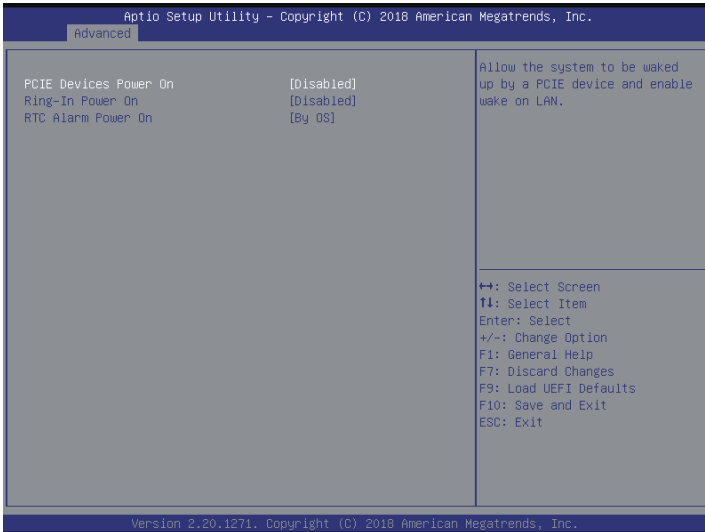 Aptio Setup Utility – Copyright (C) 2018 American Megatrends, Inc.
Advanced
PCIE Devices Power On [Disabled]
Ring-In Power On [Disabled]
RTC Alarm Power On [By OS]
Allow the system to be waked
up by a PCIE device and enable
wake on LAN.
↔: Select Screen
↑↓: Select Item
Enter: Select
+/-: Change Option
F1: General Help
F7: Discard Changes
F9: Load UEFI Defaults
F10: Save and Exit
ESC: Exit
Version 2.20.1271. Copyright (C) 2018 American Megatrends, Inc.